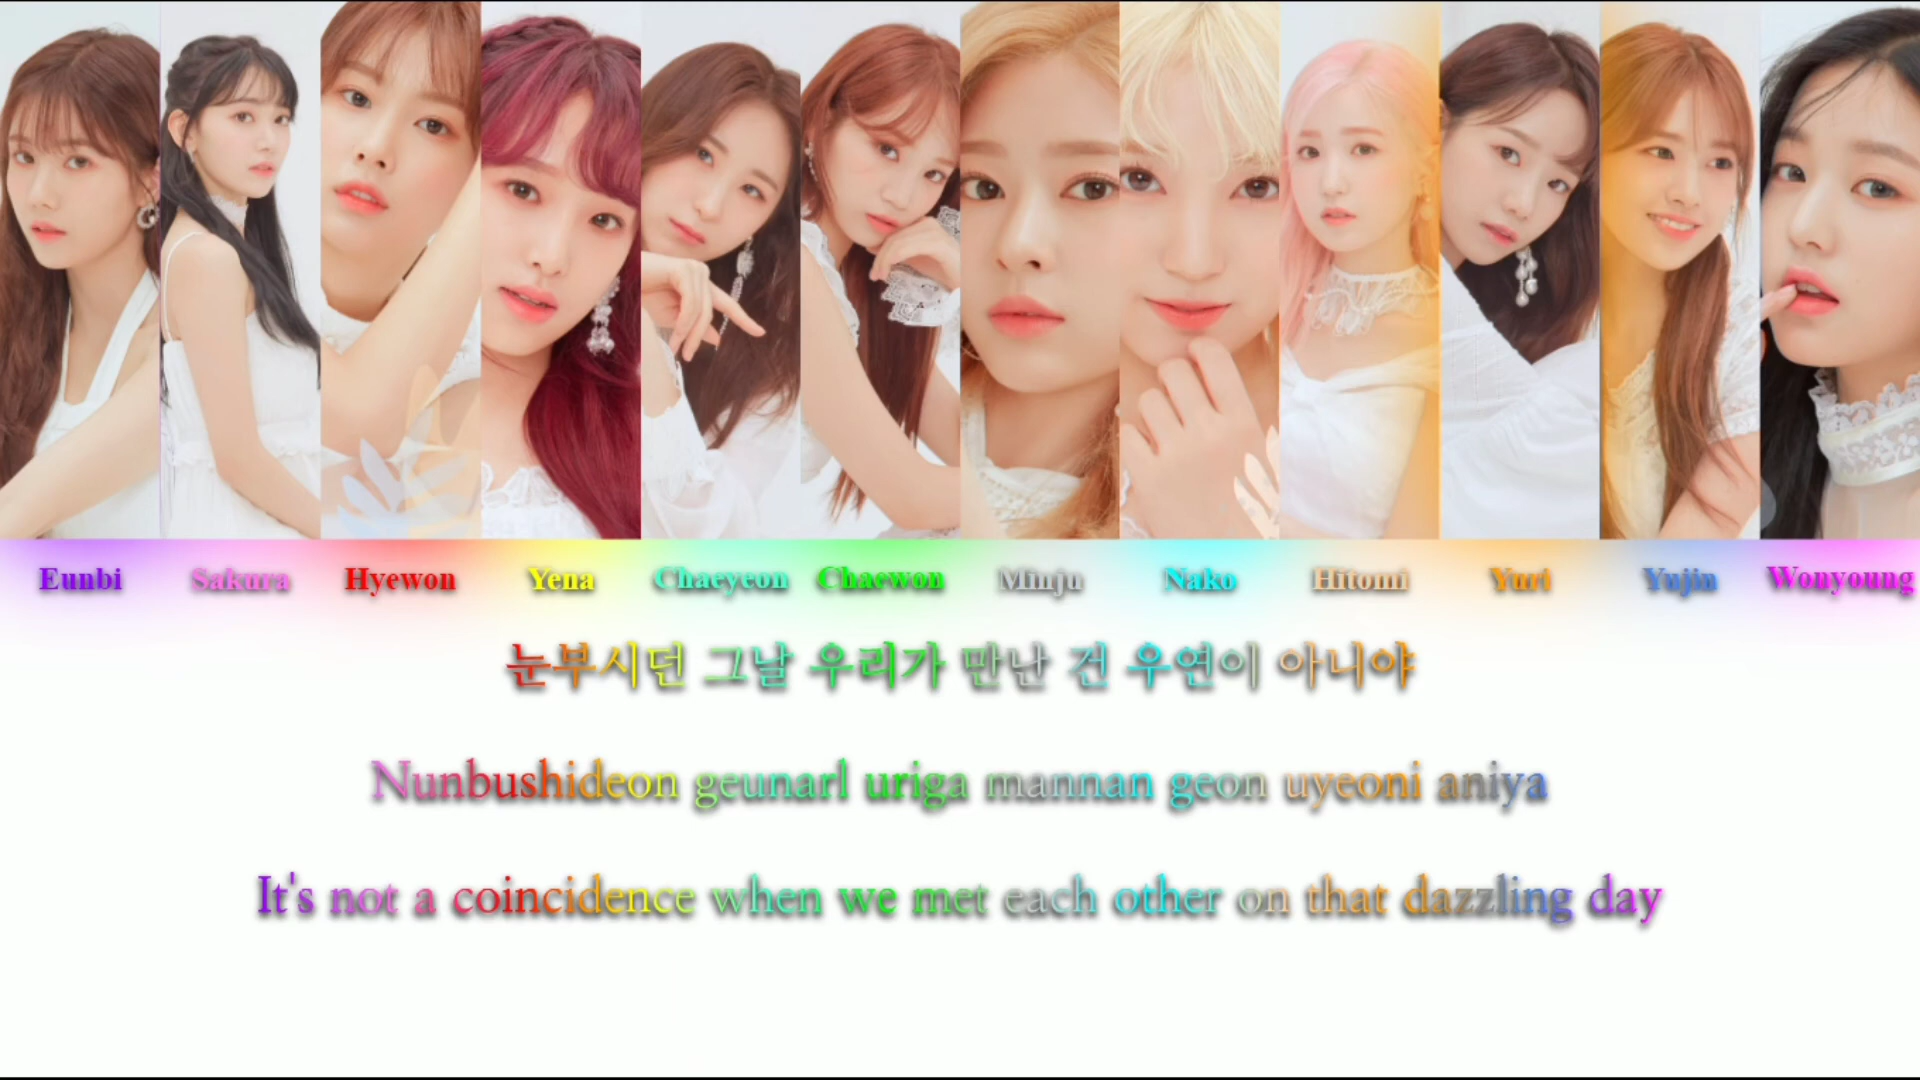 Eunbi Sakura Hyewon Yena Chaeyeon Chaewon Minju Nako Hitomi Yuri Yujin Wonyoung
눈부시던 그날 우리가 만난 건 우연이 아니야
Nunbushideon geunarl uriga mannan geon uyeoni aniya
It's not a coincidence when we met each other on that dazzling day